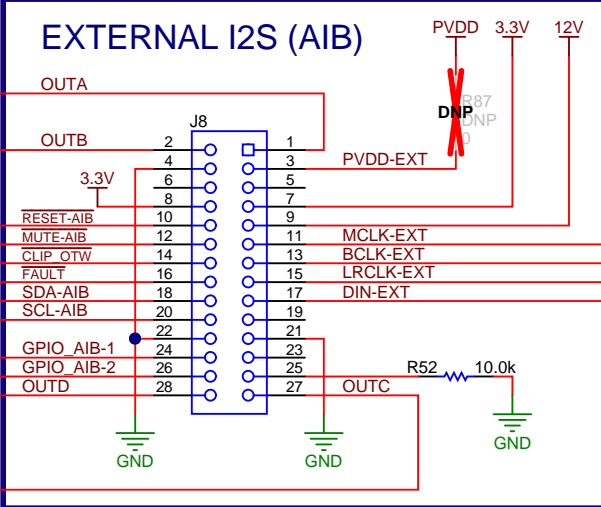 EXTERNAL I2S (AIB)
PVDD 3.3V 12V
OUTA
R87
DNP
DNP
0
J8
OUTB 2 1
4 3 PVDD-EXT
3.3V 6 5
8 7
RESET-AIB 10 9
MUTE-AIB 12 11 MCLK-EXT
CLIP_OTW 14 13 BCLK-EXT
FAULT 16 15 LRCLK-EXT
SDA-AIB 18 17 DIN-EXT
SCL-AIB 20 19
22 21
GPIO_AIB-1 24 23
GPIO_AIB-2 26 25 R52 10.0k
OUTD 28 27 OUTC
GND GND GND